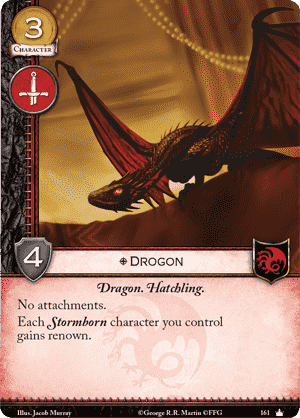 3
CHARACTER
4
DROGON
Dragon. Hatchling.
No attachments.
Each Stormborn character you control
gains renown.
Illus. Jacob Murray ©George R.R. Martin ©FFG 161